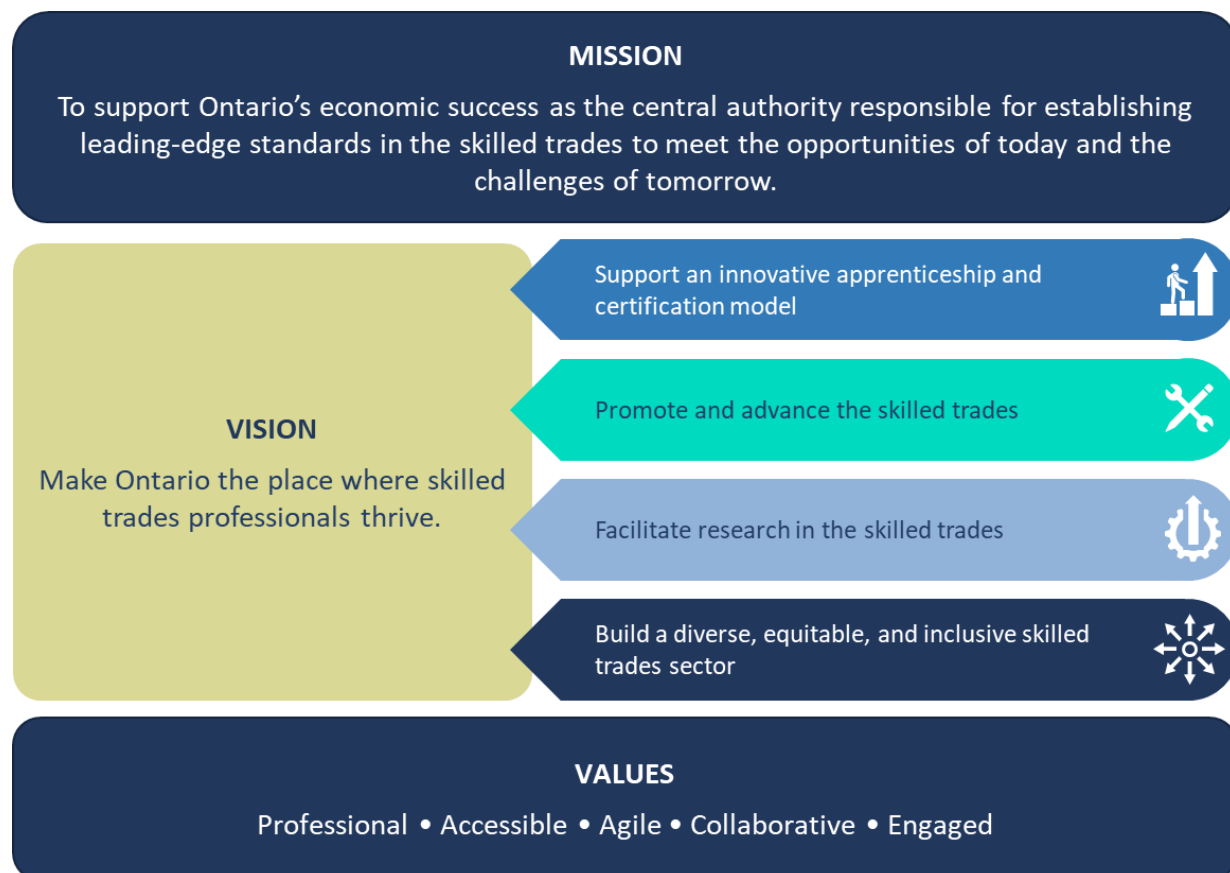 MISSION
To support Ontario’s economic success as the central authority responsible for establishing
leading-edge standards in the skilled trades to meet the opportunities of today and the
challenges of tomorrow.
VISION
Make Ontario the place where skilled
trades professionals thrive.
Support an innovative apprenticeship and
certification model
Promote and advance the skilled trades
Facilitate research in the skilled trades
Build a diverse, equitable, and inclusive skilled
trades sector
VALUES
Professional • Accessible • Agile • Collaborative • Engaged